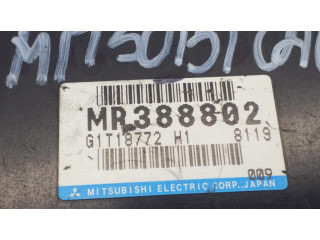 MR388802
G1T18772 H1 8119
009
MITSUBISHI ELECTRIC CORP., JAPAN